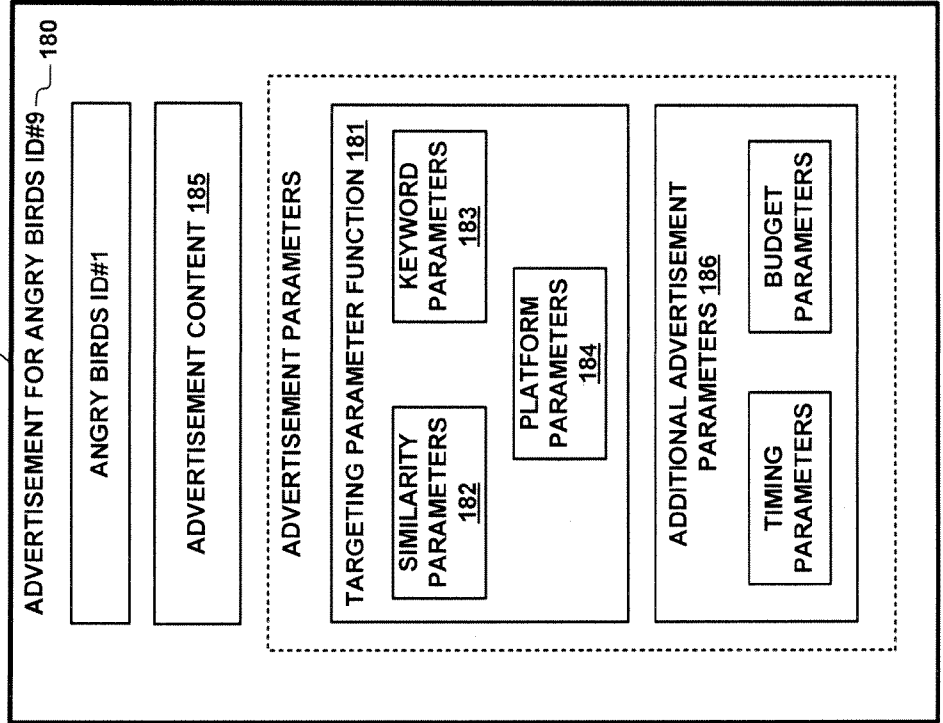 ADVERTISEMENT FOR ANGRY BIRDS ID#9 180
ANGRY BIRDS ID#1
ADVERTISEMENT CONTENT 185
ADVERTISEMENT PARAMETERS
TARGETING PARAMETER FUNCTION 181
SIMILARITY
PARAMETERS
182
KEYWORD
PARAMETERS
183
PLATFORM
PARAMETERS
184
ADDITIONAL ADVERTISEMENT
PARAMETERS 186
TIMING
PARAMETERS
BUDGET
PARAMETERS